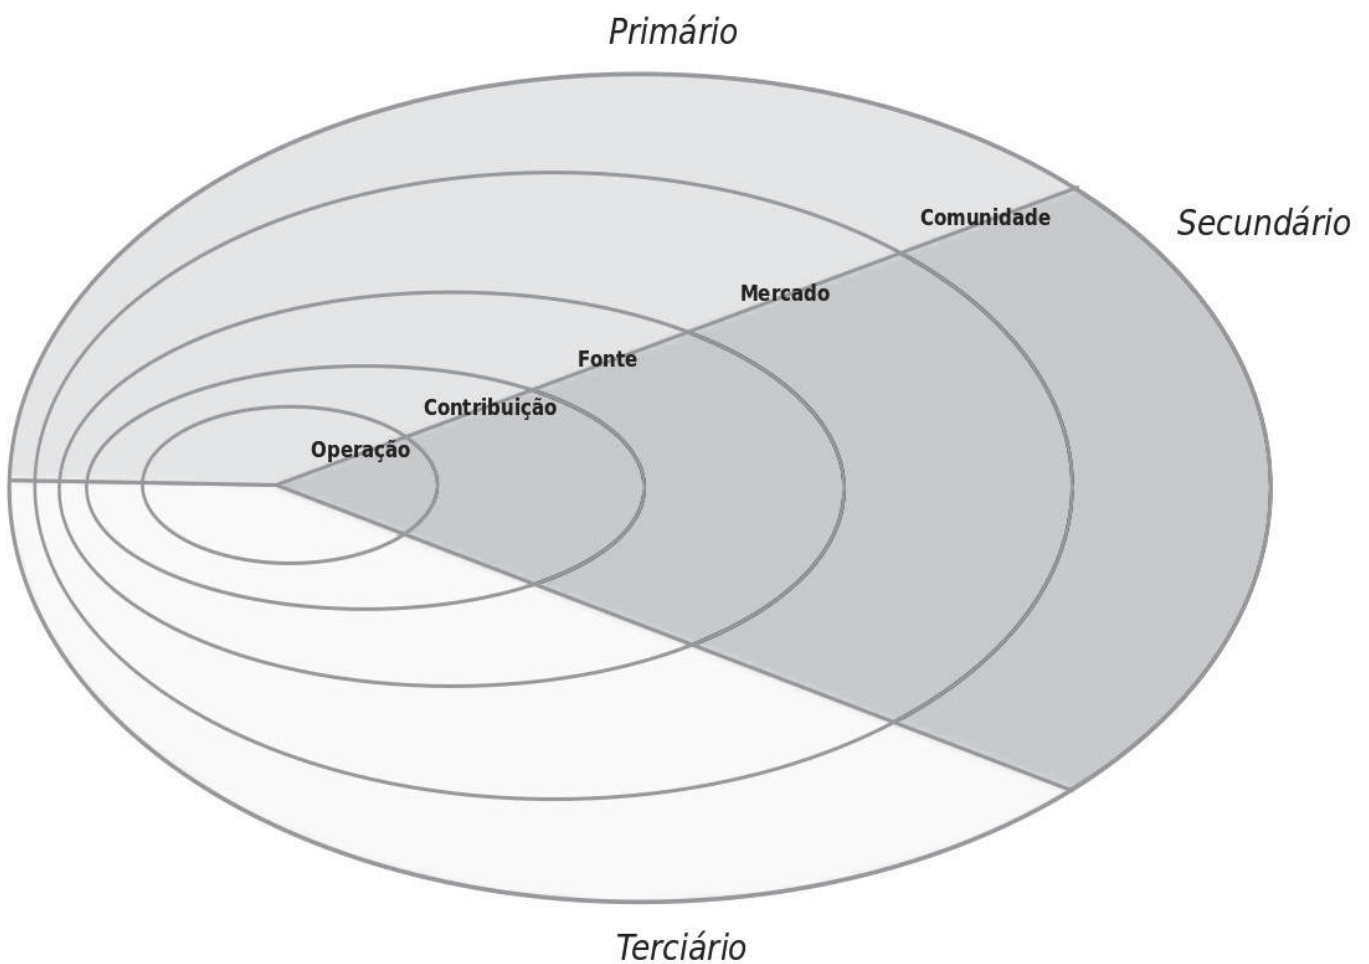 Primário
Comunidade
Secundário
Mercado
Fonte
Contribuição
Operação
Terciário